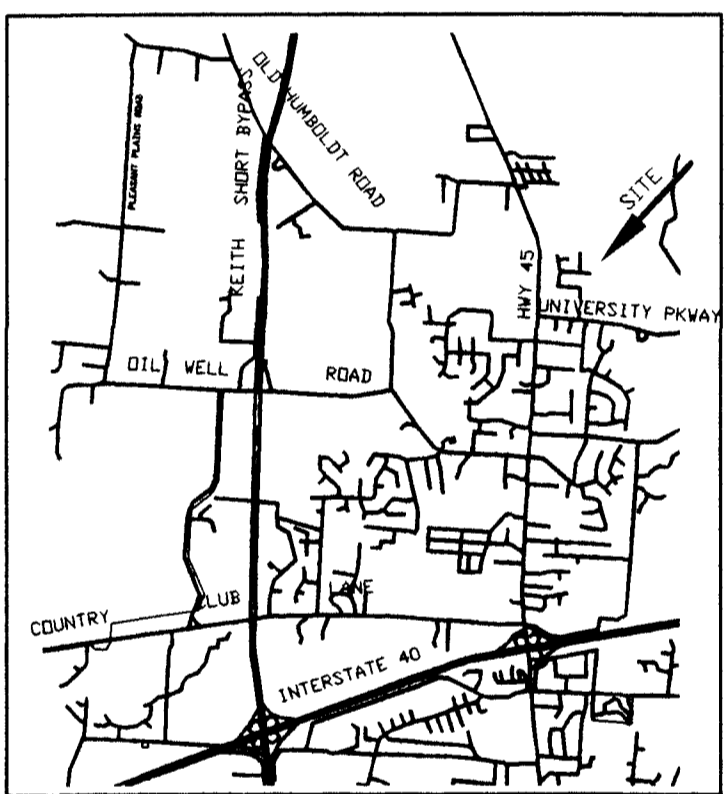 OLD HUMBOLDT ROAD
KEITH SHORT BYPASS
PLEASANT PLAINS ROAD
SITE
HWY 45
UNIVERSITY PKWAY
OIL WELL ROAD
COUNTRY CLUB LANE
INTERSTATE 40